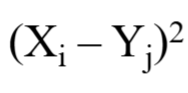 (Xᵢ – Yⱼ)²